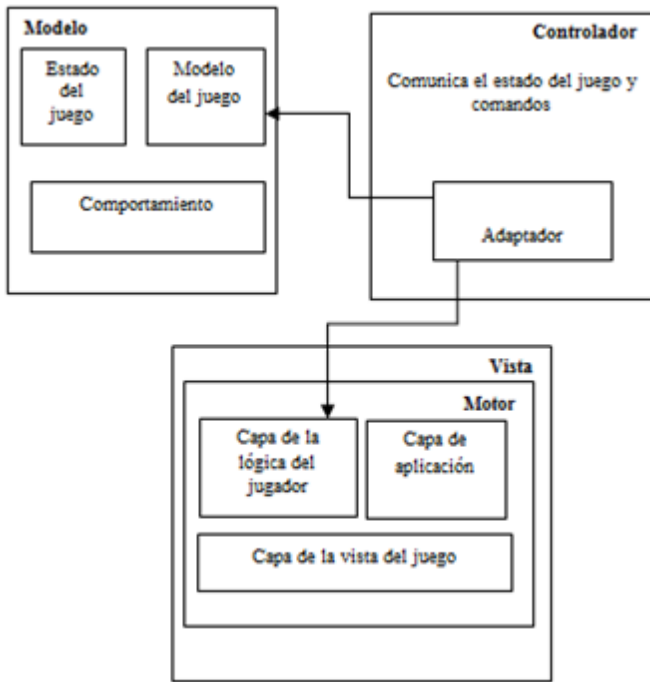 Modelo
Estado
del
juego
Modelo
del juego
Comportamiento
Controlador
Comunica el estado del juego y
comandos
Adaptador
Vista
Motor
Capa de la
lógica del
jugador
Capa de
aplicación
Capa de la vista del juego